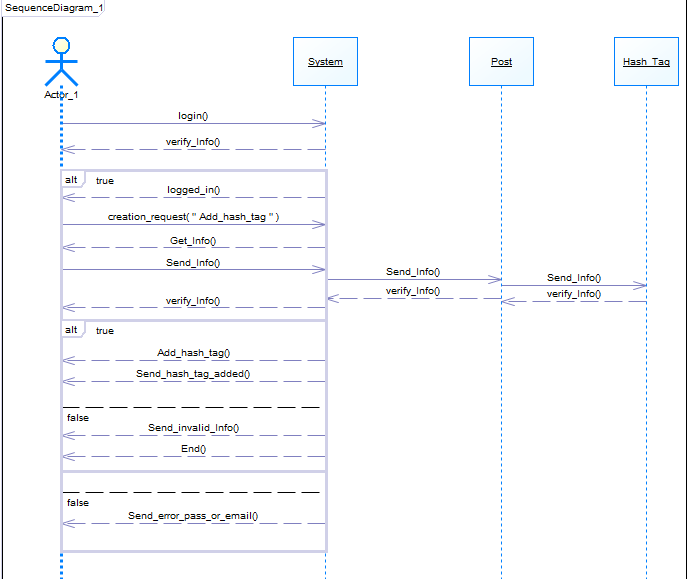 SequenceDiagram_1
System
Post
Hash_Tag
Actor_1
login()
verify_Info()
alt true
logged_in()
creation_request( " Add_hash_tag " )
Get_Info()
Send_Info()
Send_Info()
Send_Info()
verify_Info()
verify_Info()
verify_Info()
alt true
Add_hash_tag()
Send_hash_tag_added()
false
Send_invalid_Info()
End()
false
Send_error_pass_or_email()